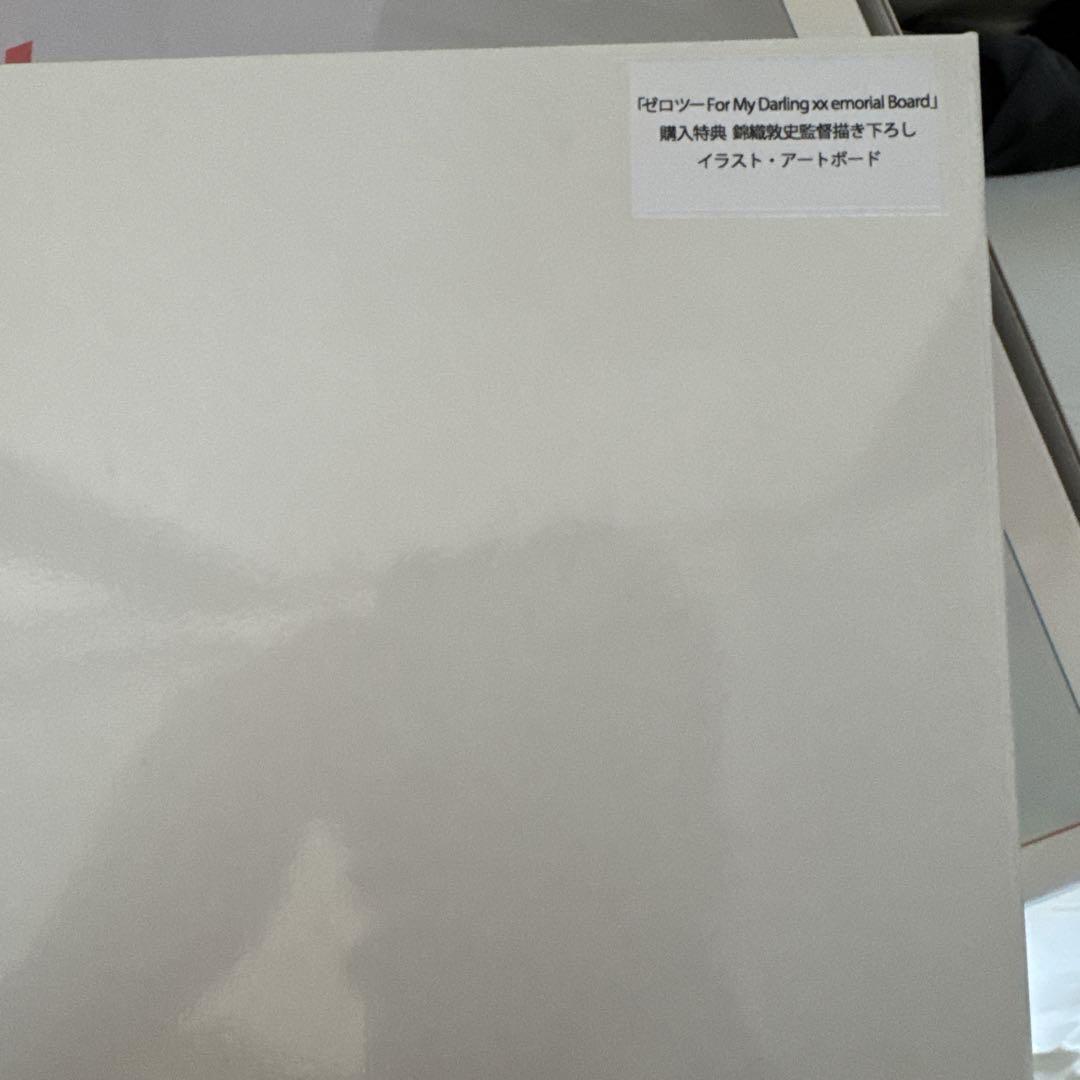 「ゼロツー For My Darling xx emorial Board」
購入特典 錦織敦史監督描き下ろし
イラスト・アートボード